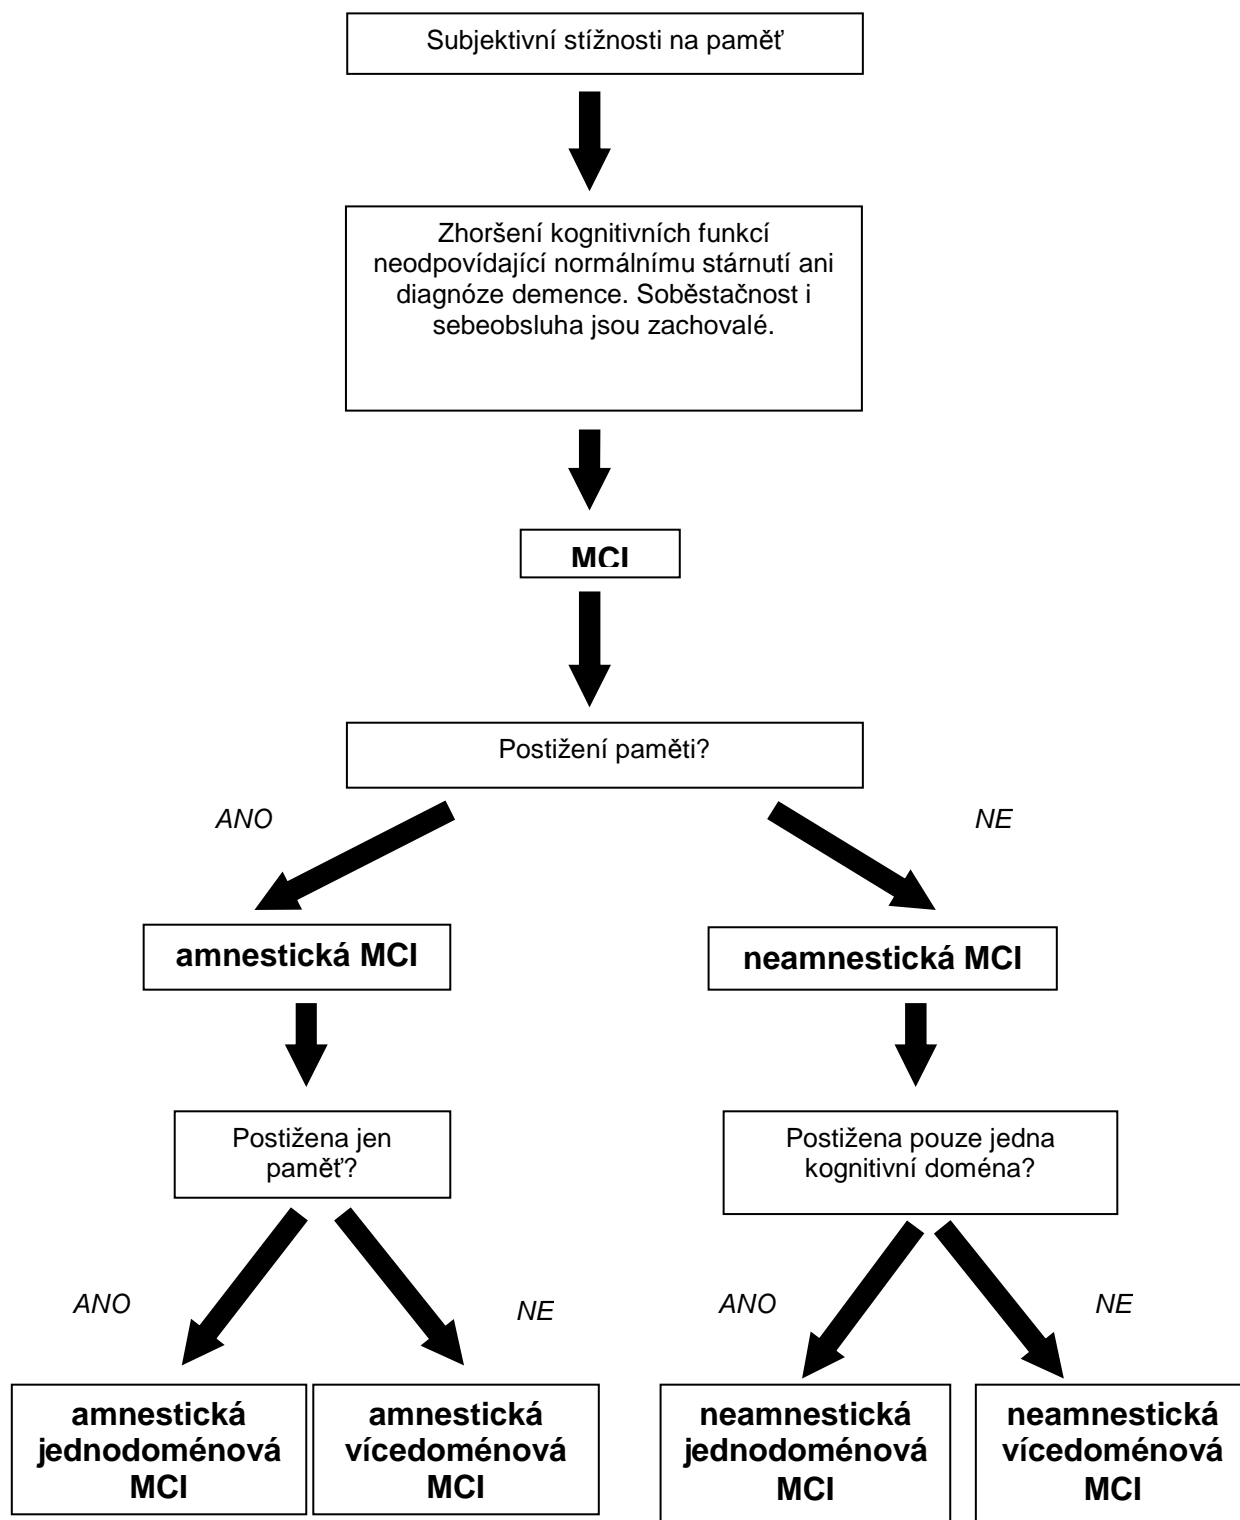 Subjektivní stížnosti na paměť
Zhoršení kognitivních funkcí
neodpovídající normálnímu stárnutí ani
diagnóze demence. Soběstačnost i
sebeobsluha jsou zachovalé.
MCI
Postižení paměti?
ANO
NE
amnestická MCI
neamnestická MCI
Postižena jen
paměť?
Postižena pouze jedna
kognitivní doména?
ANO
NE
ANO
NE
amnestická
jednodoménová
MCI
amnestická
vícedoménová
MCI
neamnestická
jednodoménová
MCI
neamnestická
vícedoménová
MCI